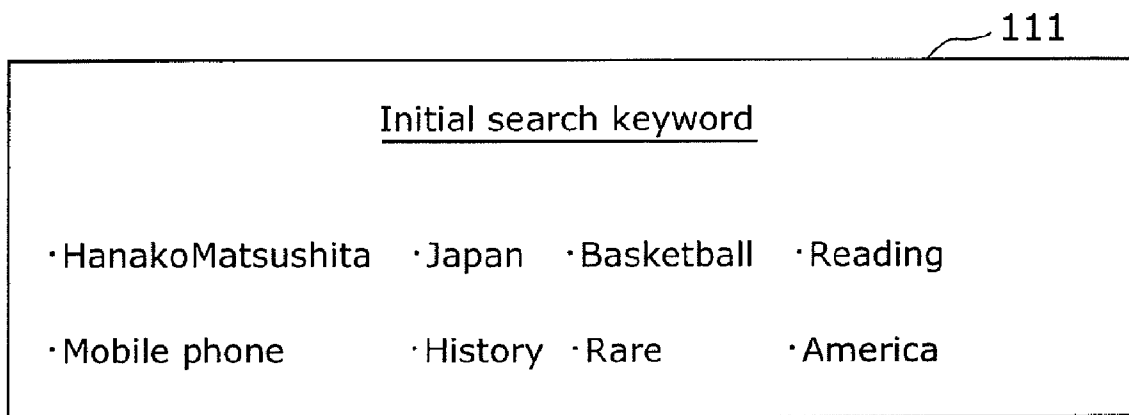 111
Initial search keyword
·HanakoMatsushita ·Japan ·Basketball ·Reading
·Mobile phone ·History ·Rare ·America